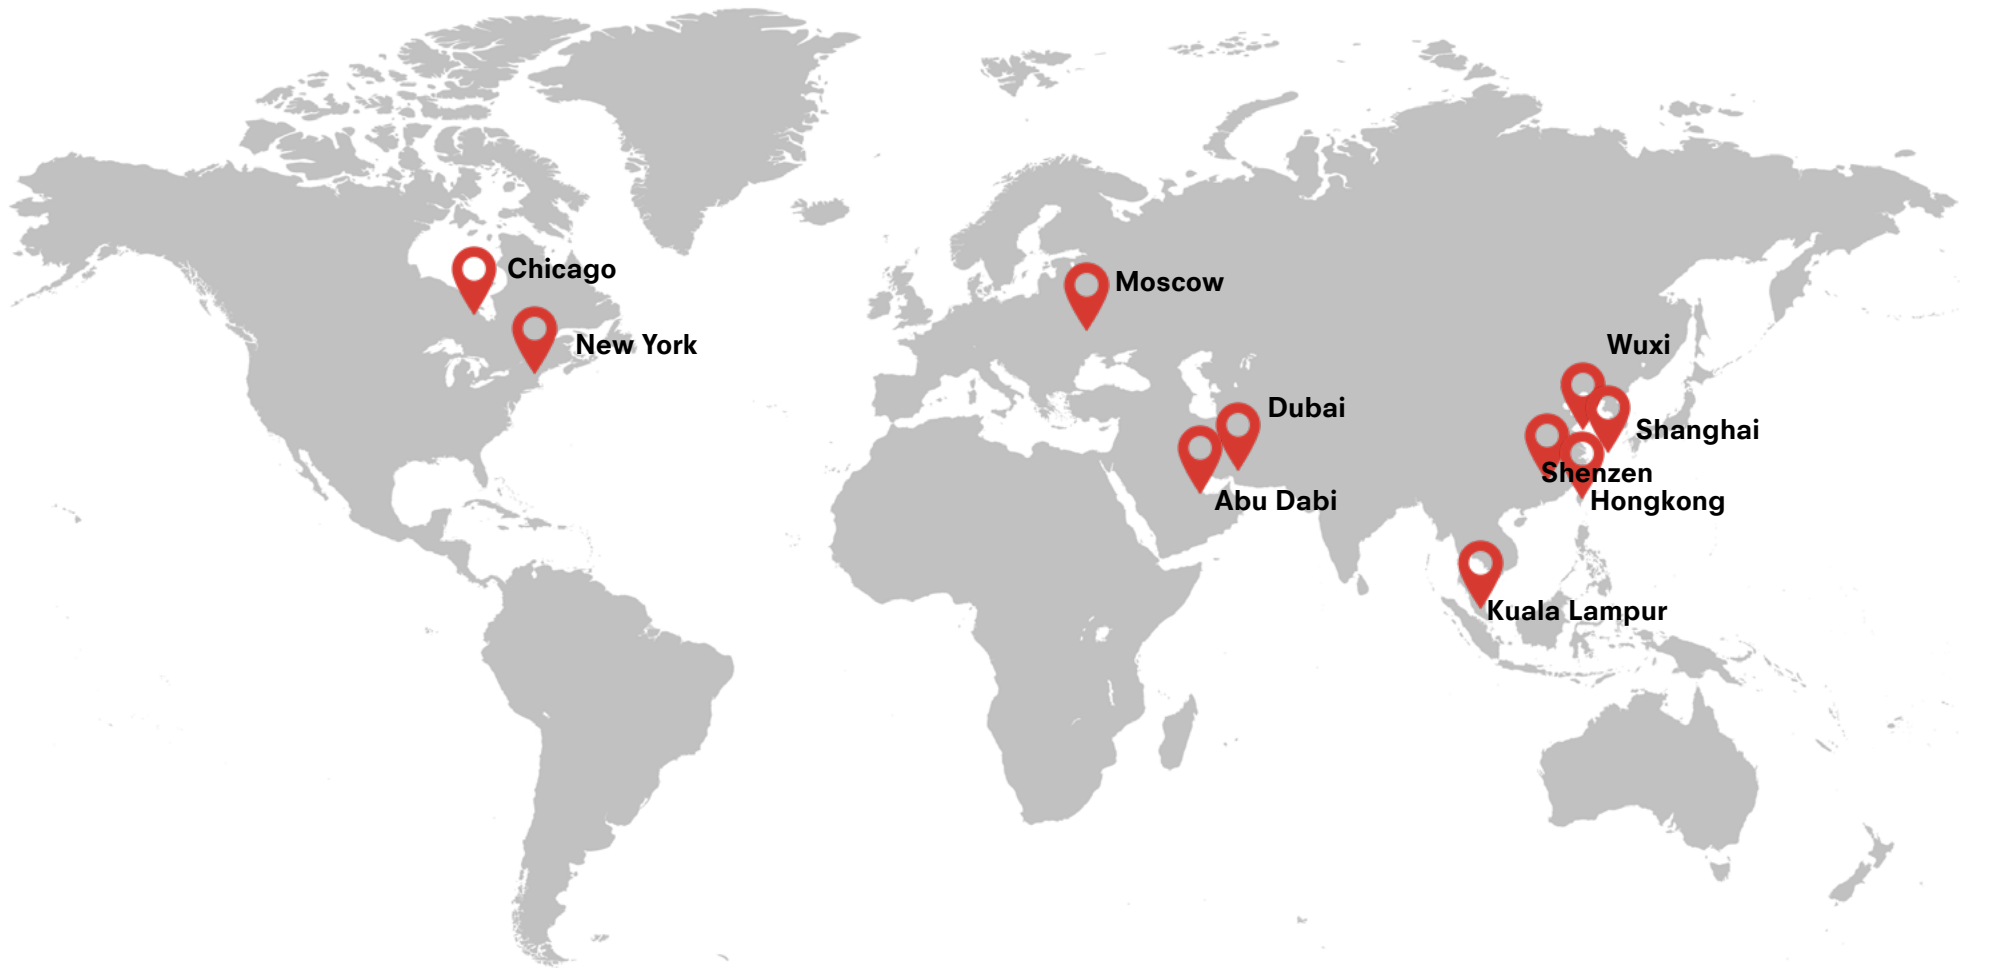 Chicago
Moscow
New York
Wuxi
Dubai
Shanghai
Shenzen
Abu Dabi
Hongkong
Kuala Lampur